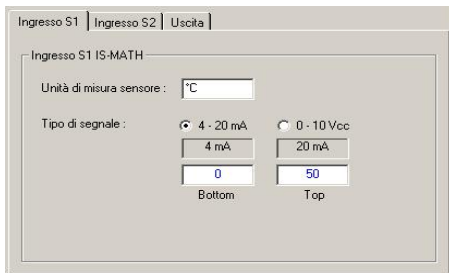 Ingresso S1 Ingresso S2 Uscita
Ingresso S1 IS-MATH
Unità di misura sensore : °C
Tipo di segnale : 4 - 20 mA 0 - 10 Vcc
4 mA 20 mA
0 50
Bottom Top